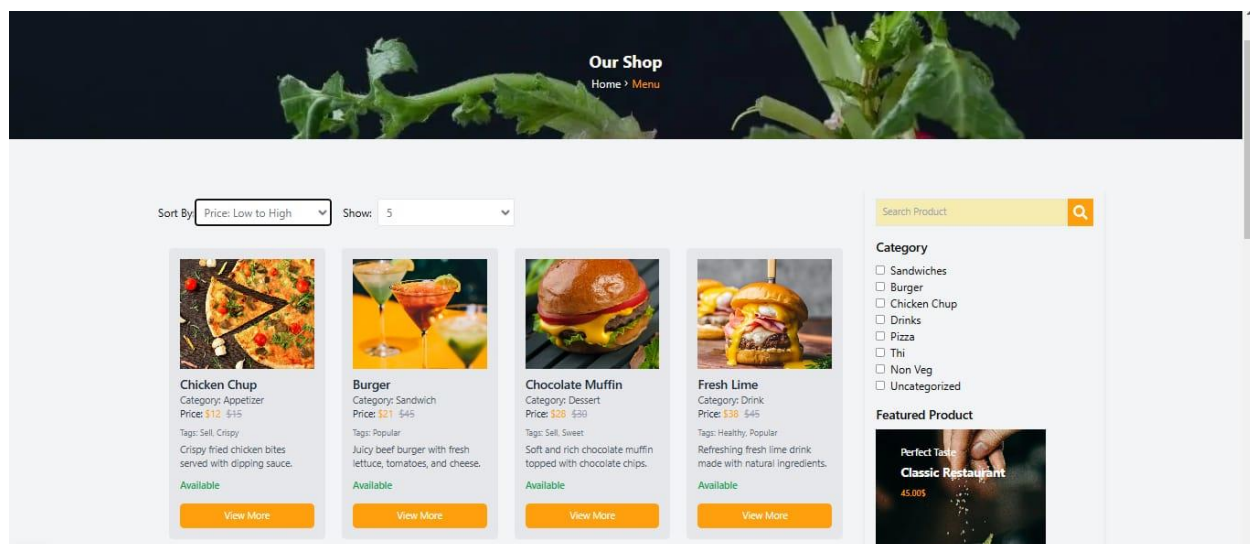 Our Shop
Home > Menu
Sort By: Price: Low to High Show: 5
Chicken Chup
Category: Appetizer
Price: $12 $15
Tags: Sell, Crispy
Crispy fried chicken bites
served with dipping sauce.
Available
View More
Burger
Category: Sandwich
Price: $21 $45
Tags: Popular
Juicy beef burger with fresh
lettuce, tomatoes, and cheese.
Available
View More
Chocolate Muffin
Category: Dessert
Price: $28 $30
Tags: Sell, Sweet
Soft and rich chocolate muffin
topped with chocolate chips.
Available
View More
Fresh Lime
Category: Drink
Price: $38 $45
Tags: Healthy, Popular
Refreshing fresh lime drink
made with natural ingredients.
Available
View More
Search Product
Category
Sandwiches
Burger
Chicken Chup
Drinks
Pizza
Thi
Non Veg
Uncategorized
Featured Product
Perfect Taste
Classic Restaurant
45.00$